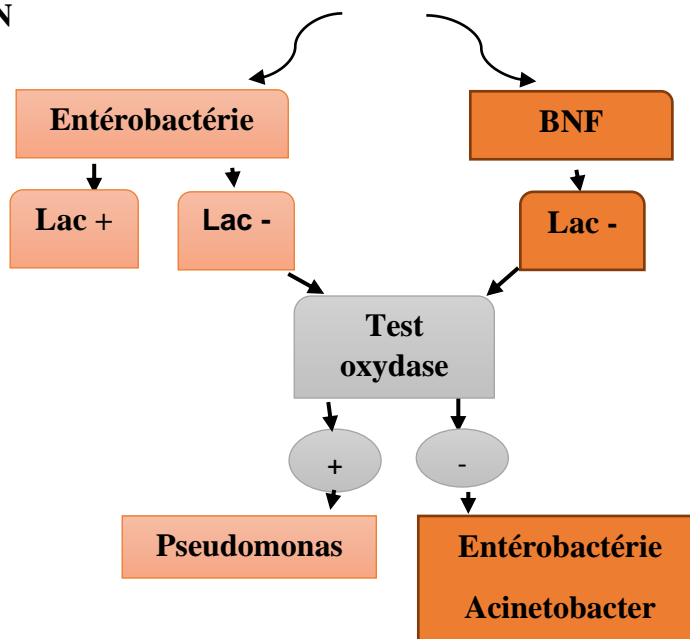 N
Entérobactérie
BNF
Lac +
Lac -
Lac -
Test
oxydase
+
-
Pseudomonas
Entérobactérie
Acinetobacter